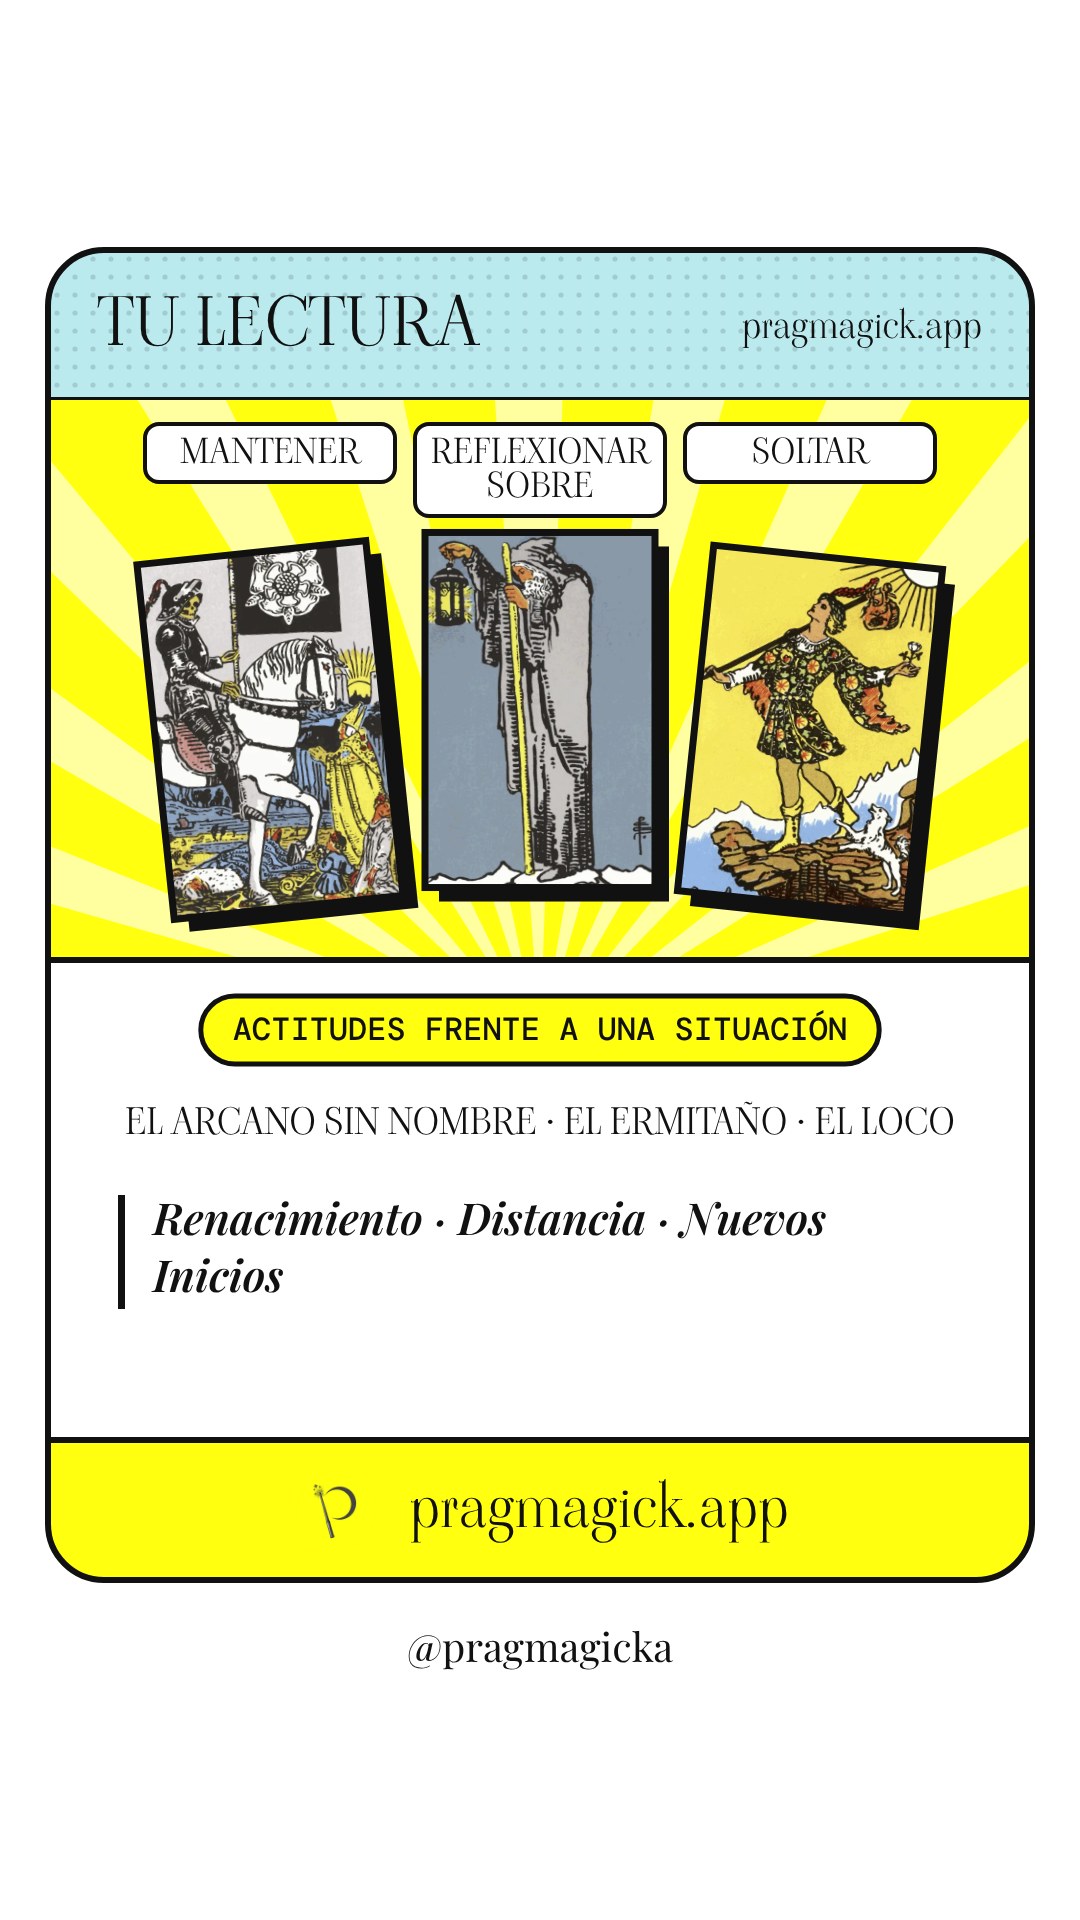 TU LECTURA
pragmagick.app
MANTENER
REFLEXIONAR
SOBRE
SOLTAR
ACTITUDES FRENTE A UNA SITUACIÓN
EL ARCANO SIN NOMBRE · EL ERMITAÑO · EL LOCO
Renacimiento · Distancia · Nuevos
Inicios
pragmagick.app
@pragmagicka